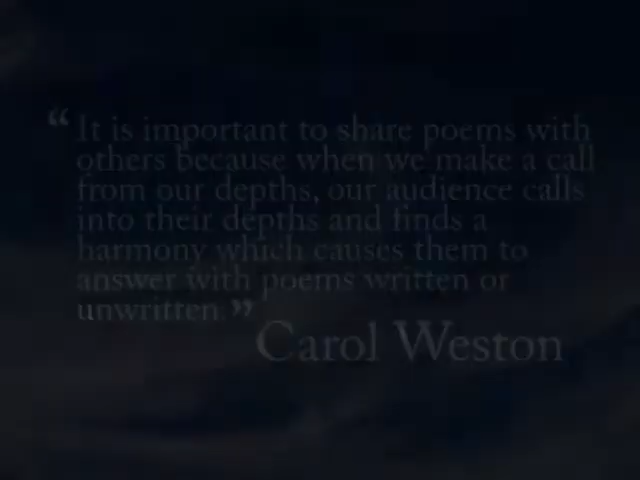 “It is important to share poems with
others because when we make a call
from our depths, our audience calls
into their depths and finds a
harmony which causes them to
answer with poems written or
unwritten.”
Carol Weston